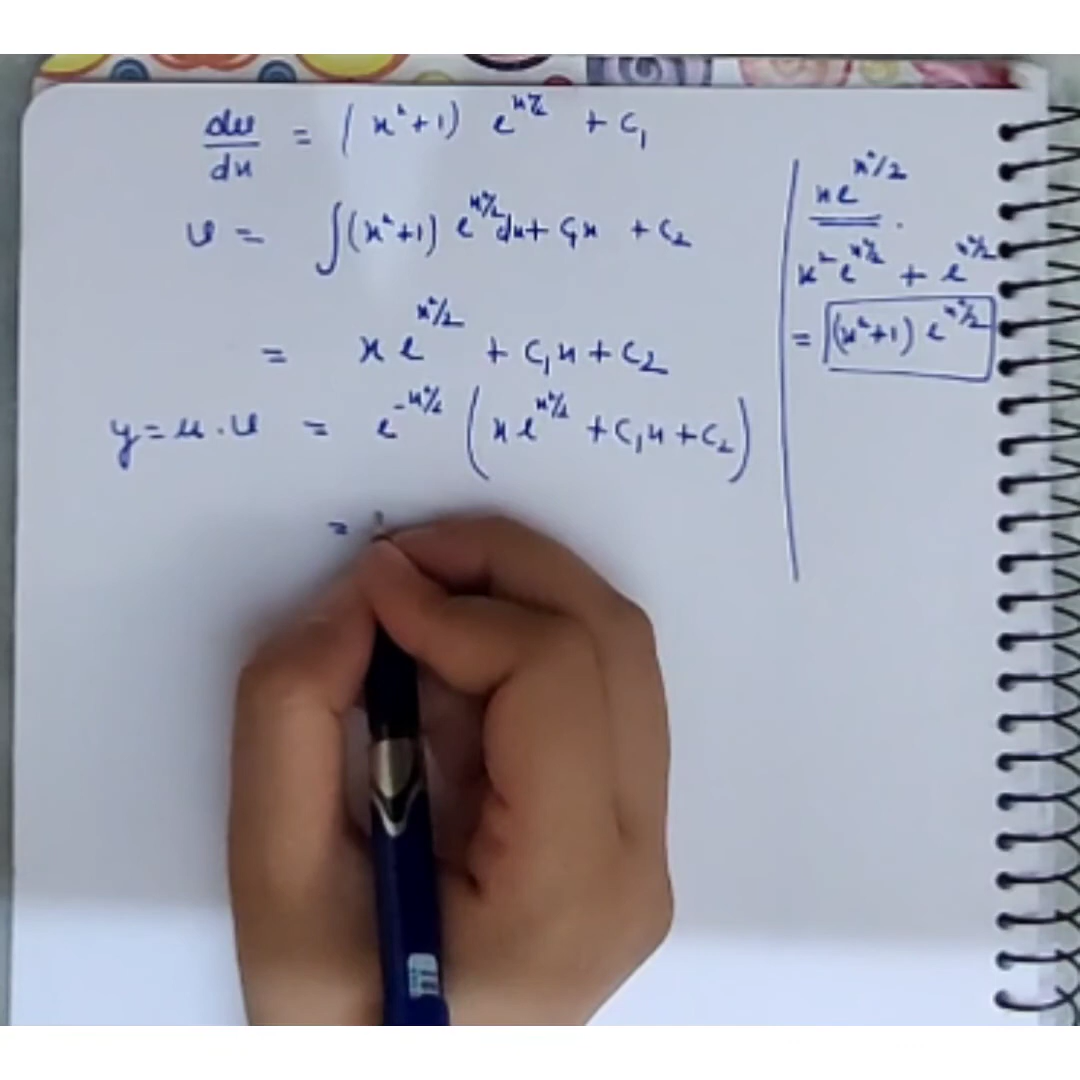 dv/dx = (x²+1) e^(x²/2) + C₁
v = ∫(x²+1) e^(x²/2) dx + C₁x + C₂
= x e^(x²/2) + C₁x + C₂
y = u.v = e^(-x²/2) (x e^(x²/2) + C₁x + C₂)
=
x e^(x²/2) .
x² e^(x²/2) + e^(x²/2)
= (x²+1) e^(x²/2)